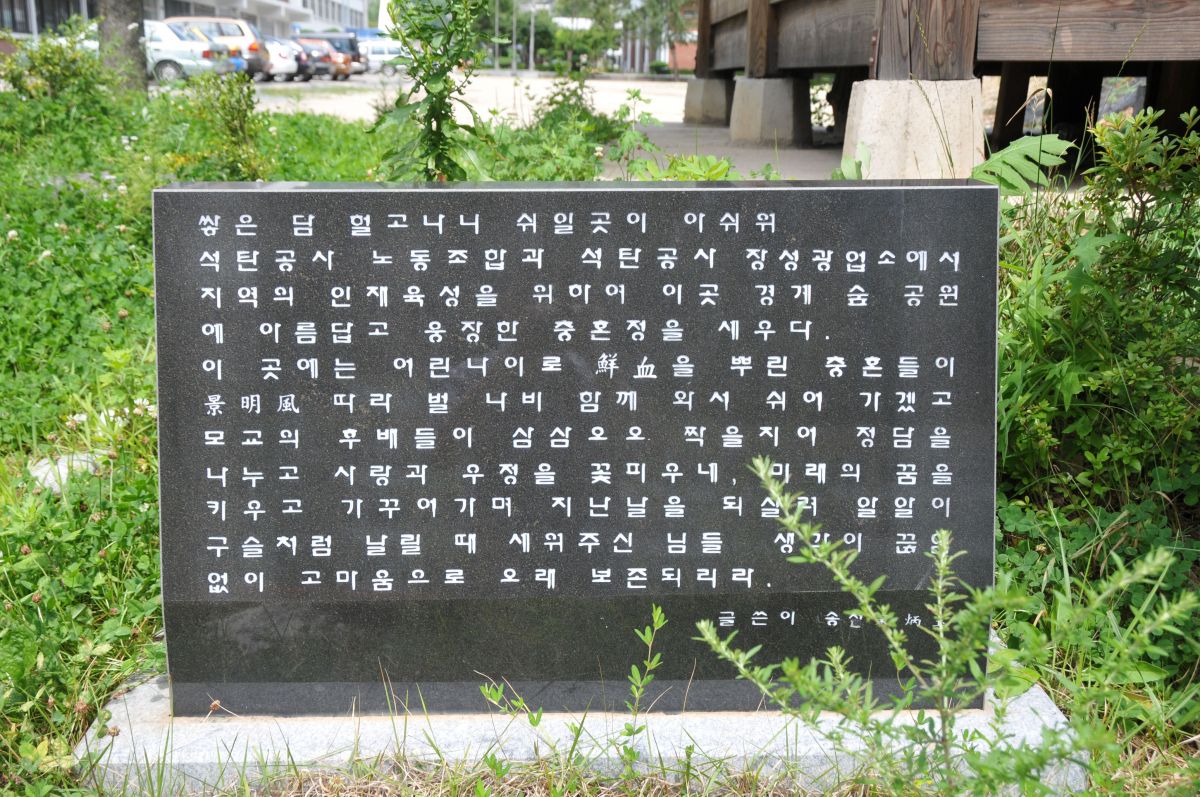 쌓은 담 헐고나니 쉬일곳이 아쉬워
석탄공사 노동조합과 석탄공사 장성광업소에서
지역의 인재육성을 위하여 이곳 경계 숨 공원
에 아름답고 웅장한 충혼정을 세우다.
이 곳에는 어린나이로 鮮血을 뿌린 충혼들이
景明風 따라 벌 나비 함께 와서 쉬어 가겠고
모교의 후배들이 삼삼오오 짝을지어 정담을
나누고 사랑과 우정을 꽃피우네, 미래의 꿈을
키우고 가꾸어가며 지난날을 되살려 알알이
구슬처럼 날릴 때 세워주신 님들 생각이 끊을
없이 고마움으로 오래 보존되리라.
글쓴이 송